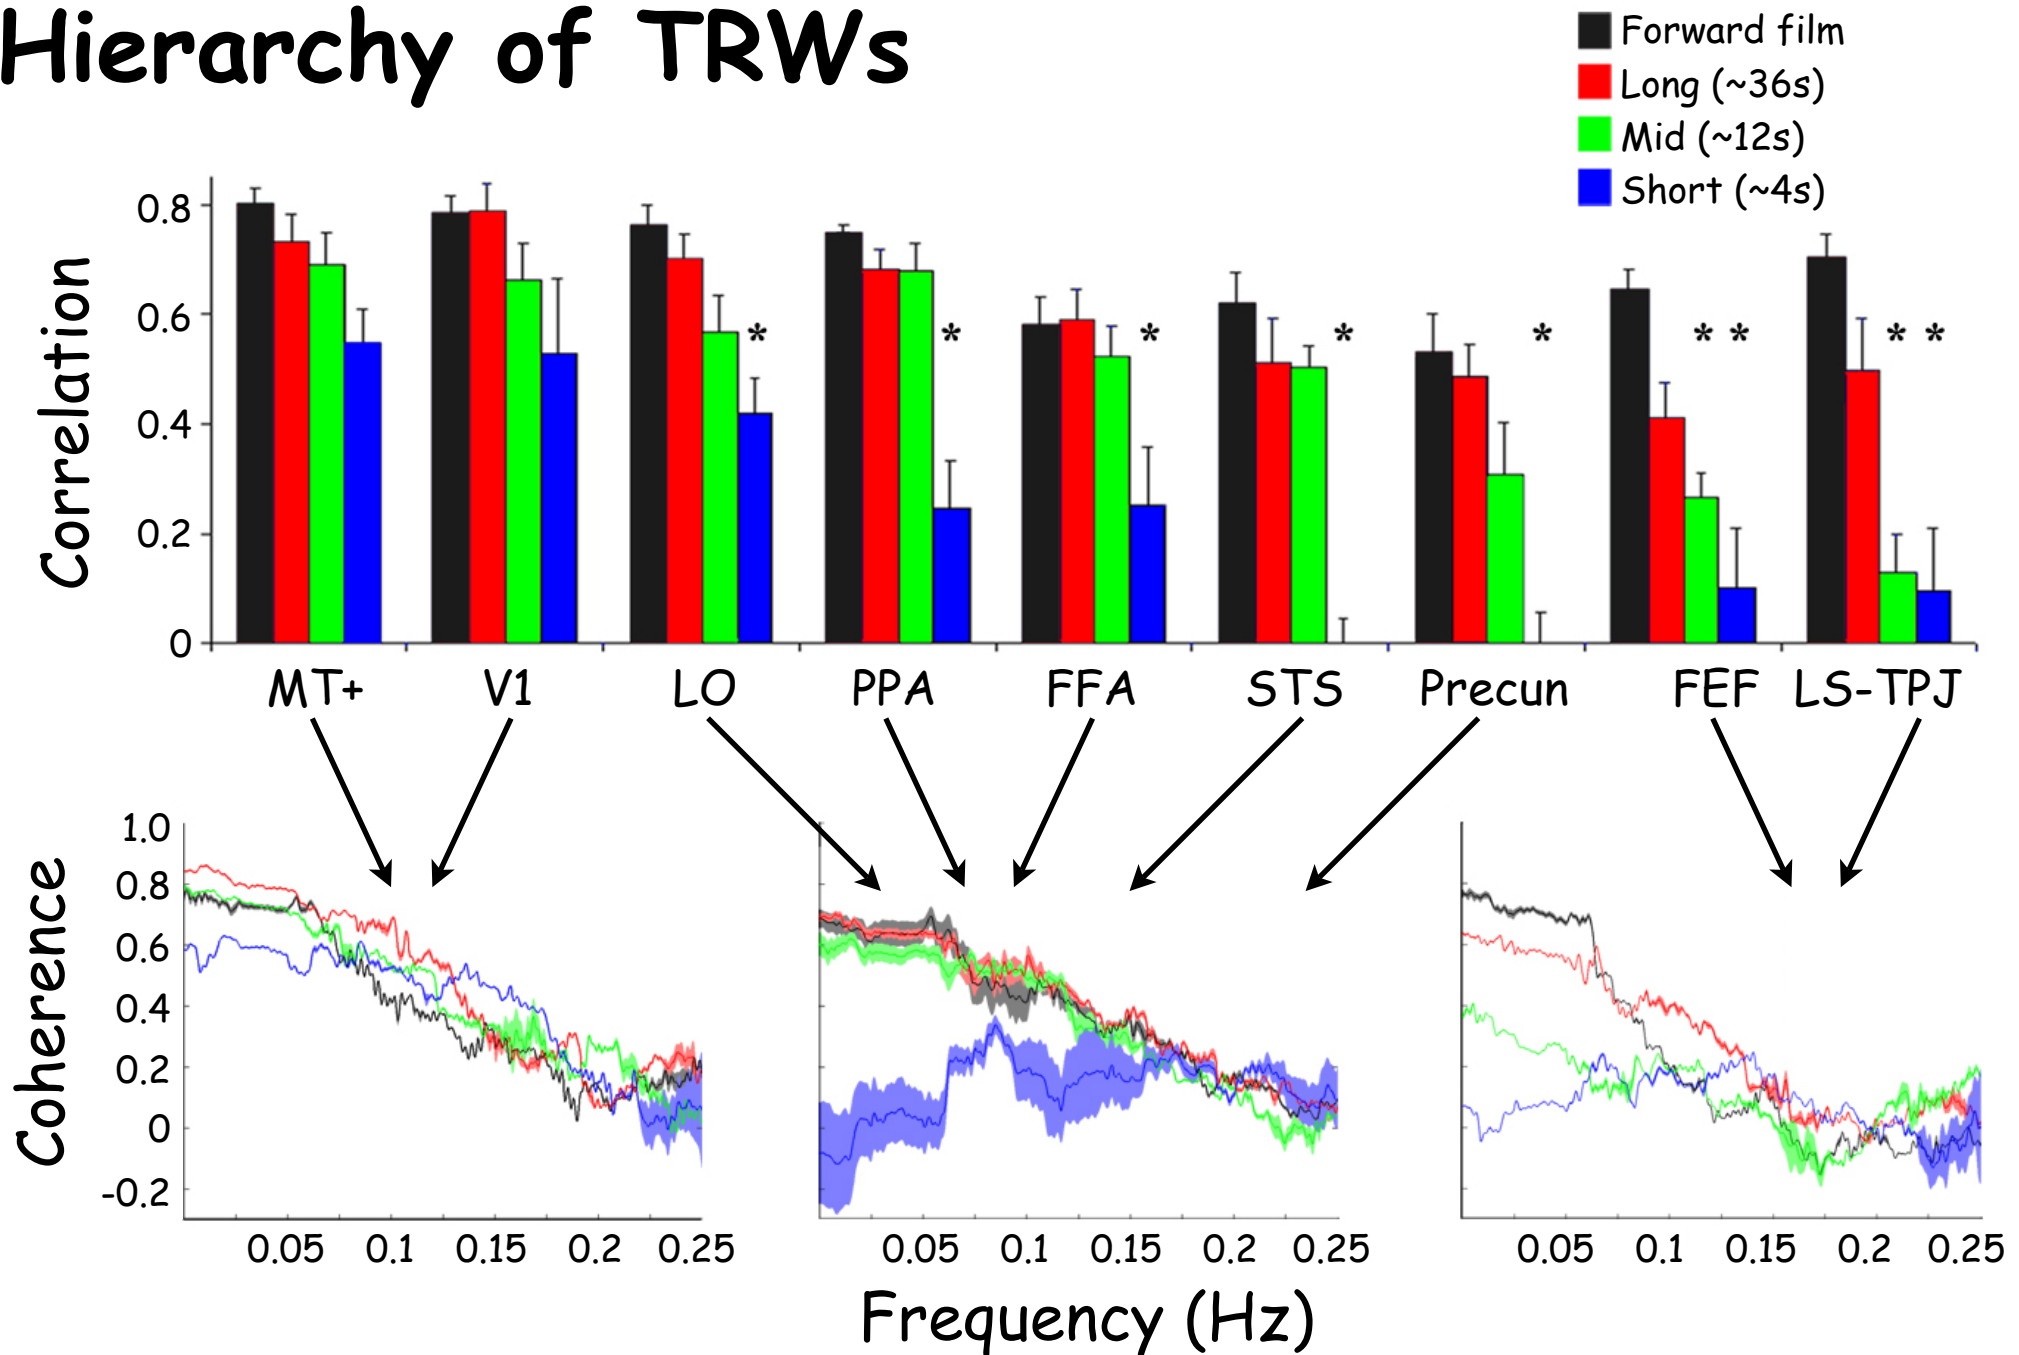 Hierarchy of TRWs
Forward film
Long (~36s)
Mid (~12s)
Short (~4s)
Correlation
0.8
0.6
0.4
0.2
0
* * * * * * * * *
MT+ V1 LO PPA FFA STS Precun FEF LS-TPJ
Coherence
1.0
0.8
0.6
0.4
0.2
0
-0.2
0.05 0.1 0.15 0.2 0.25 0.05 0.1 0.15 0.2 0.25 0.05 0.1 0.15 0.2 0.25
Frequency (Hz)